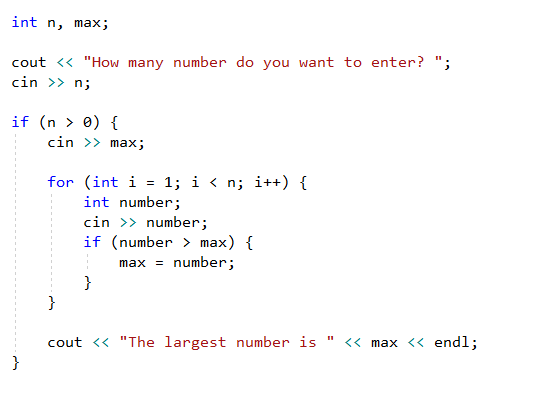 int n, max;
cout << "How many number do you want to enter? ";
cin >> n;
if (n > 0) {
cin >> max;
for (int i = 1; i < n; i++) {
int number;
cin >> number;
if (number > max) {
max = number;
}
}
cout << "The largest number is " << max << endl;
}